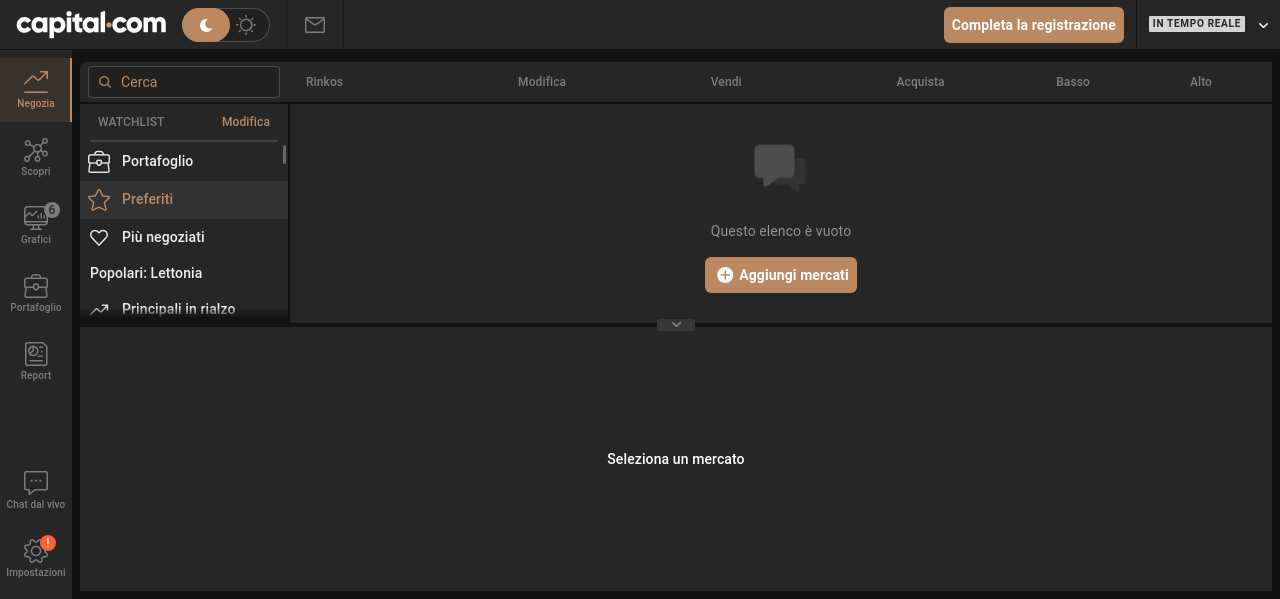 capital.com
Completa la registrazione
IN TEMPO REALE
Negozia
Scopri
6
Grafici
Portafoglio
Report
Chat dal vivo
!
Impostazioni
Cerca
Rinkos
Modifica
Vendi
Acquista
Basso
Alto
WATCHLIST
Modifica
Portafoglio
Preferiti
Più negoziati
Popolari: Lettonia
Principali in rialzo
Questo elenco è vuoto
Aggiungi mercati
Seleziona un mercato